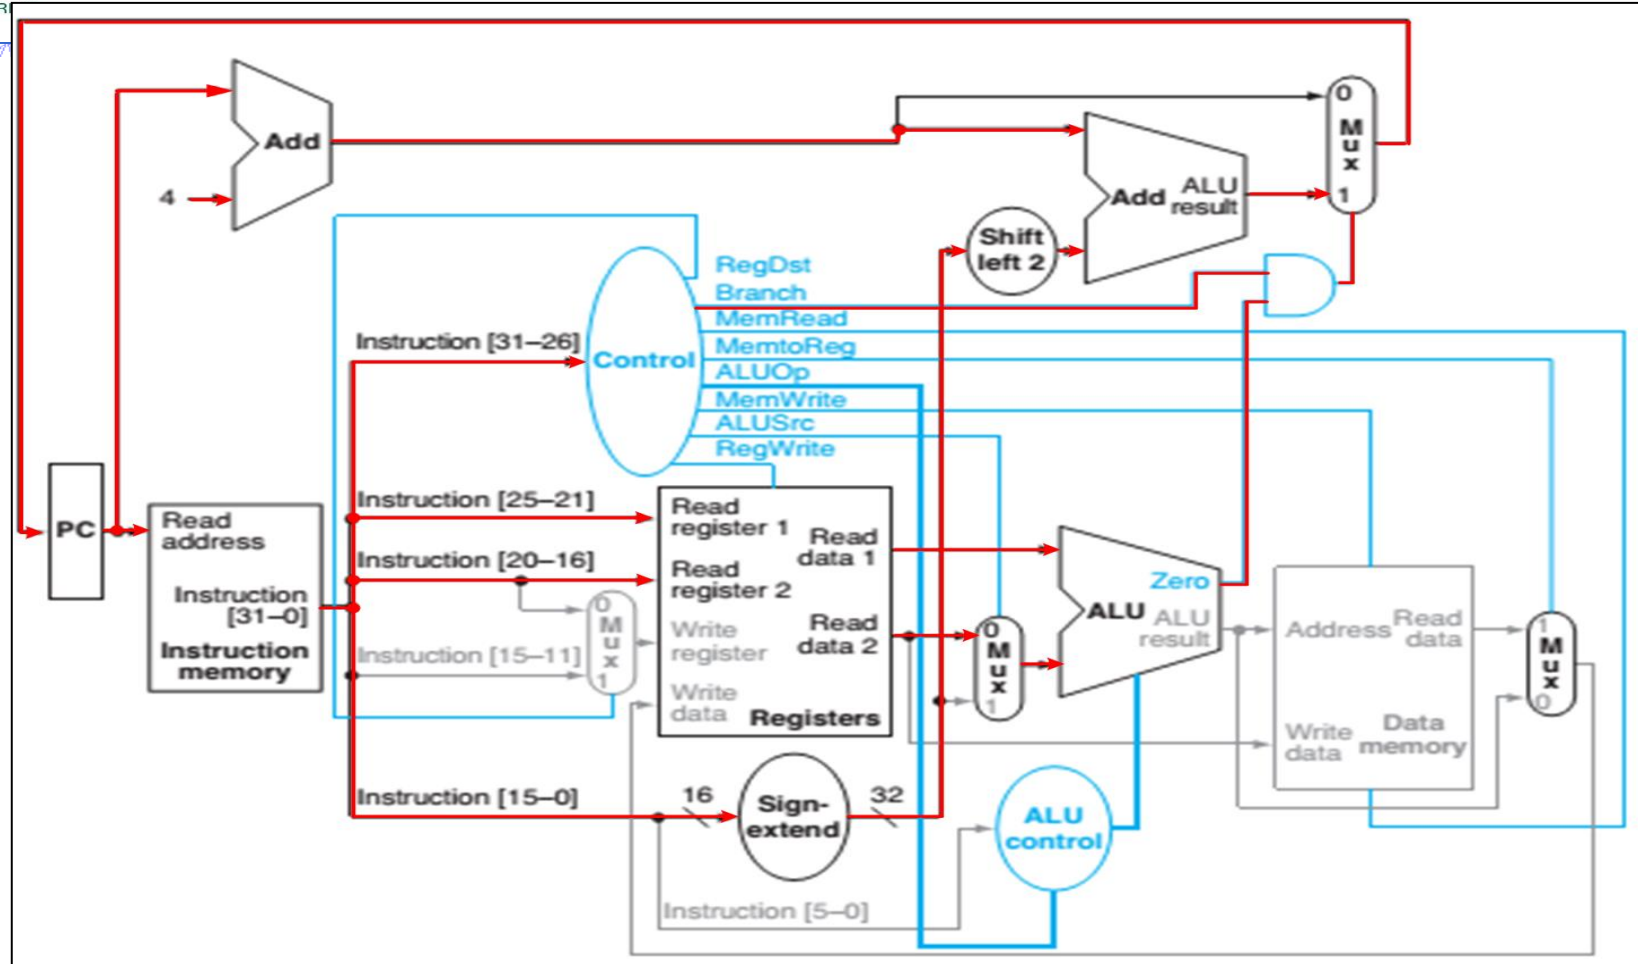 0
M
u
x
1
Add
4
Add
ALU
result
Shift
left 2
RegDst
Branch
MemRead
MemtoReg
ALUOp
MemWrite
ALUSrc
RegWrite
Control
Instruction [31–26]
Instruction [25–21]
Instruction [20–16]
Instruction [15–11]
Instruction [15–0]
Instruction [5–0]
PC
Read
address
Instruction
[31–0]
Instruction
memory
0
M
u
x
1
Read
register 1
Read
register 2
Write
register
Write
data
Read
data 1
Read
data 2
Registers
16
Sign-
extend
32
0
M
u
x
1
Zero
ALU
ALU
result
ALU
control
Address
Read
data
Write
data
Data
memory
1
M
u
x
0